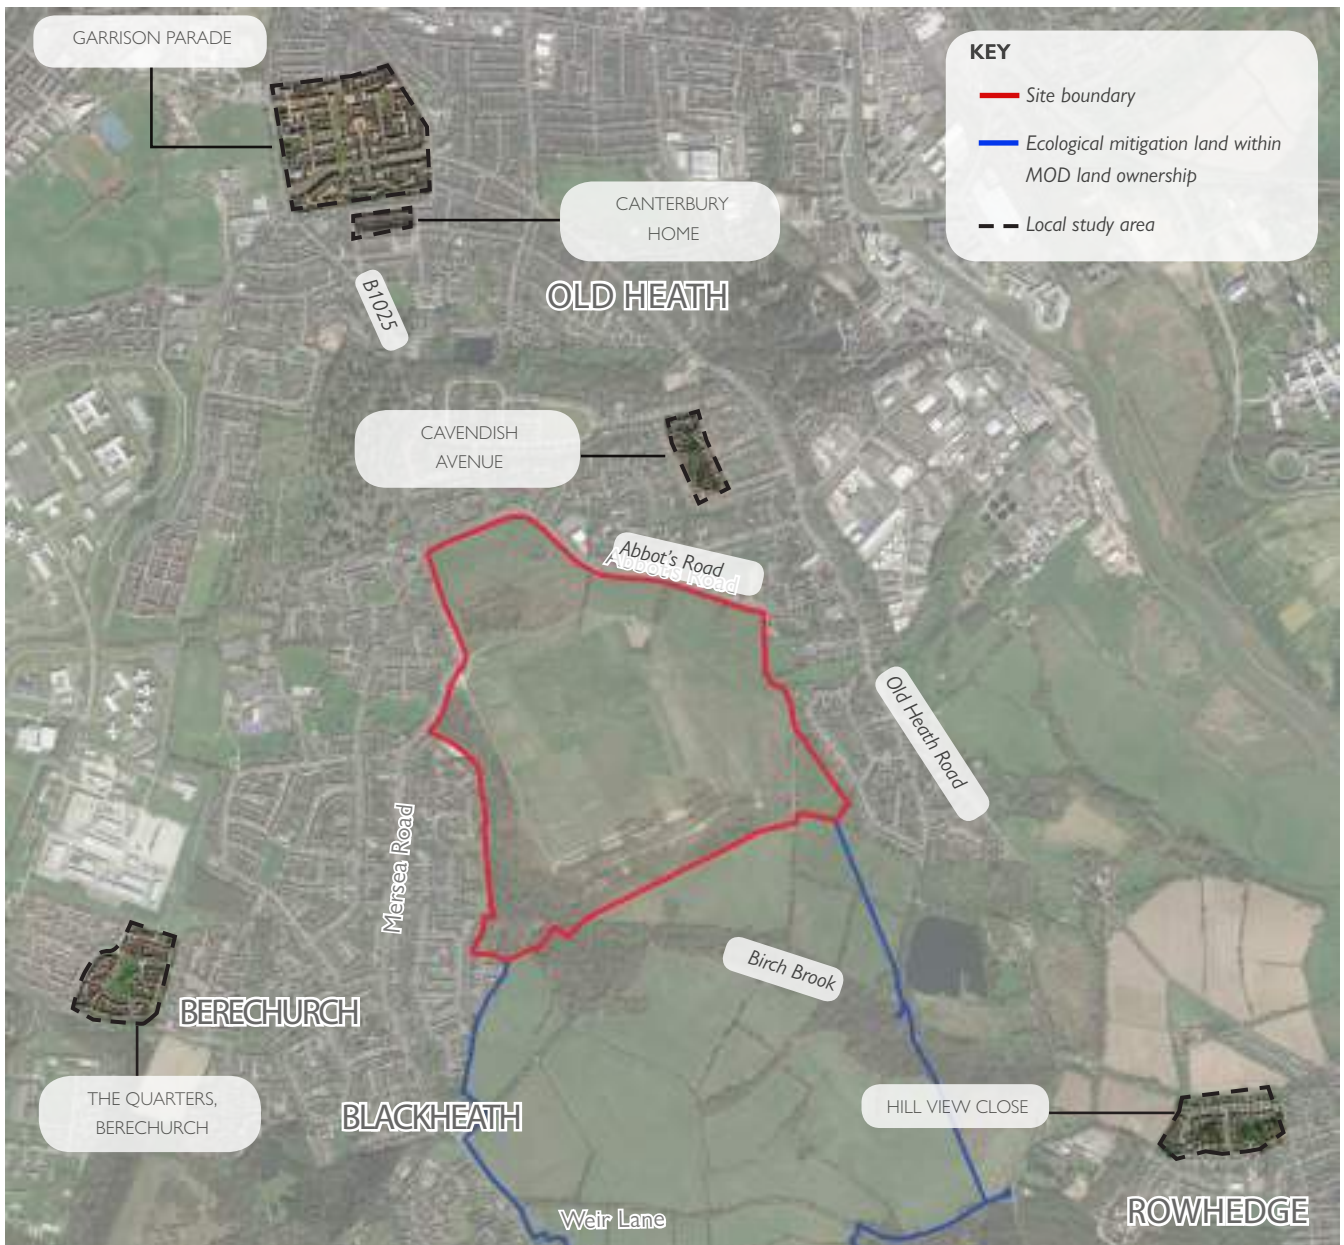 GARRISON PARADE
KEY
Site boundary
Ecological mitigation land within
MOD land ownership
Local study area
CANTERBURY
HOME
B1025
OLD HEATH
CAVENDISH
AVENUE
Abbot's Road
Abbot's Road
Old Heath Road
Mersea Road
Birch Brook
BERECHURCH
THE QUARTERS,
BERECHURCH
BLACKHEATH
HILL VIEW CLOSE
Weir Lane
ROWHEDGE